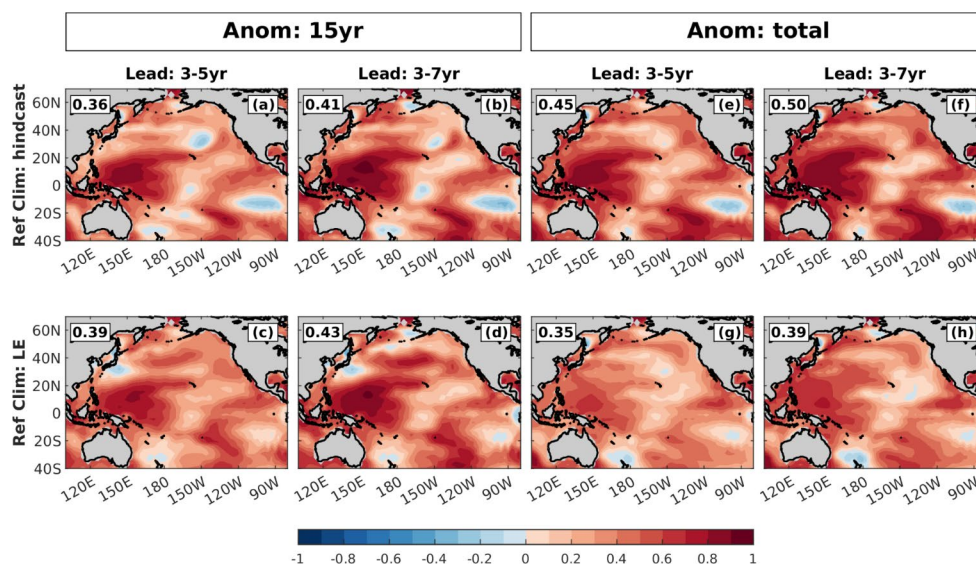 Anom: 15yr Anom: total
Lead: 3-5yr Lead: 3-7yr Lead: 3-5yr Lead: 3-7yr
Ref Clim: hindcast
60N 40N 20N 0 20S 40S
0.36 (a) 0.41 (b) 0.45 (e) 0.50 (f)
120E 150E 180 150W 120W 90W 120E 150E 180 150W 120W 90W 120E 150E 180 150W 120W 90W 120E 150E 180 150W 120W 90W
Ref Clim: LE
60N 40N 20N 0 20S 40S
0.39 (c) 0.43 (d) 0.35 (g) 0.39 (h)
120E 150E 180 150W 120W 90W 120E 150E 180 150W 120W 90W 120E 150E 180 150W 120W 90W 120E 150E 180 150W 120W 90W
-1 -0.8 -0.6 -0.4 -0.2 0 0.2 0.4 0.6 0.8 1